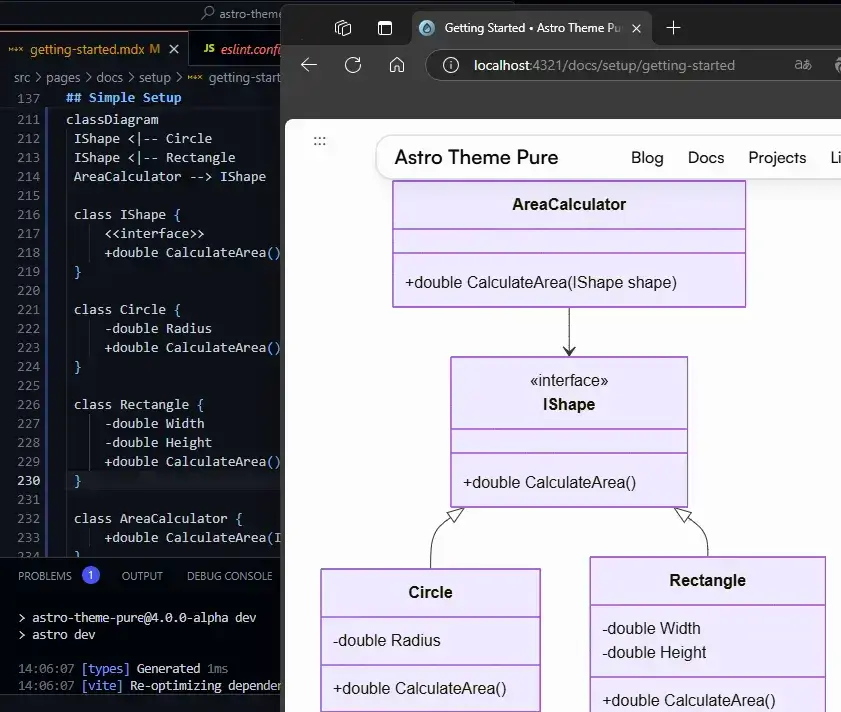 astro-theme
getting-started.mdx M
JS eslint.confi
src > pages > docs > setup > getting-start
137 ## Simple Setup
211 classDiagram
212 IShape <|-- Circle
213 IShape <|-- Rectangle
214 AreaCalculator --> IShape
215
216 class IShape {
217 <<interface>>
218 +double CalculateArea()
219 }
220
221 class Circle {
222 -double Radius
223 +double CalculateArea()
224 }
225
226 class Rectangle {
227 -double Width
228 -double Height
229 +double CalculateArea()
230 }
231
232 class AreaCalculator {
233 +double CalculateArea(I
234 }
PROBLEMS 1 OUTPUT DEBUG CONSOLE
> astro-theme-pure@4.0.0-alpha dev
> astro dev
14:06:07 [types] Generated 1ms
14:06:07 [vite] Re-optimizing depender
Getting Started • Astro Theme Pu
localhost:4321/docs/setup/getting-started
aあ
Astro Theme Pure Blog Docs Projects Li
AreaCalculator
+double CalculateArea(IShape shape)
«interface»
IShape
+double CalculateArea()
Circle
-double Radius
+double CalculateArea()
Rectangle
-double Width
-double Height
+double CalculateArea()